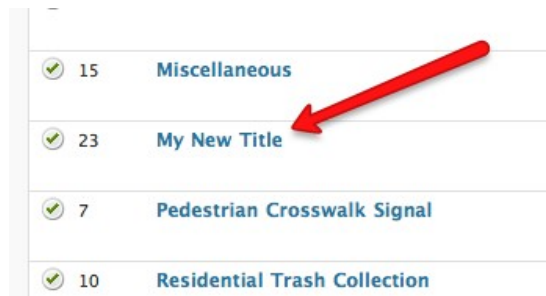 15 Miscellaneous
23 My New Title
7 Pedestrian Crosswalk Signal
10 Residential Trash Collection